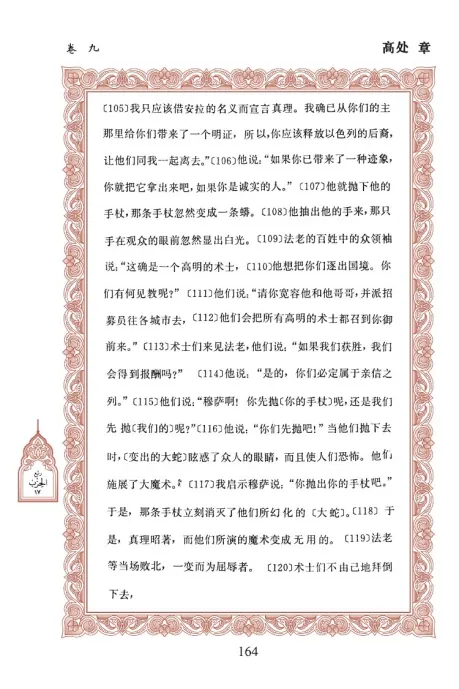 卷 九
高处 章
〔105〕我只应该借安拉的名义而宣言真理。我确已从你们的主
那里给你们带来了一个明证，所以，你应该释放以色列的后裔，
让他们同我一起离去。”〔106〕他说：“如果你已带来了一种迹象，
你就把它拿出来吧，如果你是诚实的人。”〔107〕他就抛下他的
手杖，那条手杖忽然变成一条蟒。〔108〕他抽出他的手来，那只
手在观众的眼前忽然显出白光。〔109〕法老的百姓中的众领袖
说：“这确是一个高明的术士，〔110〕他想把你们逐出国境。你
们有何见教呢？”〔111〕他们说：“请你宽容他和他哥哥，并派招
募员往各城市去，〔112〕他们会把所有高明的术士都召到你御
前来。”〔113〕术士们来见法老，他们说：“如果我们获胜，我们
会得到报酬吗？”〔114〕他说：“是的，你们必定属于亲信之
列。”〔115〕他们说：“穆萨啊！你先抛〔你的手杖〕呢，还是我们
先抛〔我们的〕呢？”〔116〕他说：“你们先抛吧！”当他们抛下去
时，〔变出的大蛇〕眩惑了众人的眼睛，而且使人们恐怖。他们
施展了大魔术。〔117〕我启示穆萨说：“你抛出你的手杖吧。”
于是，那条手杖立刻消灭了他们所幻化的〔大蛇〕。〔118〕于
是，真理昭著，而他们所演的魔术变成无用的。〔119〕法老
等当场败北，一变而为屈辱者。〔120〕术士们不由己地拜倒
下去，
ربع
الحزب
١٧
164